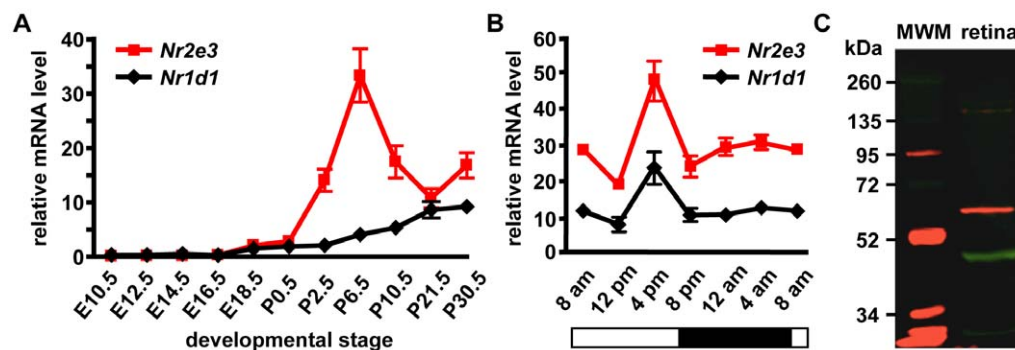 A
relative mRNA level
40
30
20
10
0
Nr2e3
Nr1d1
E10.5
E12.5
E14.5
E16.5
E18.5
P0.5
P2.5
P6.5
P10.5
P21.5
P30.5
developmental stage
B
relative mRNA level
60
50
40
30
20
10
0
Nr2e3
Nr1d1
8 am
12 pm
4 pm
8 pm
12 am
4 am
8 am
C
MWM retina
kDa
260
135
95
72
52
34